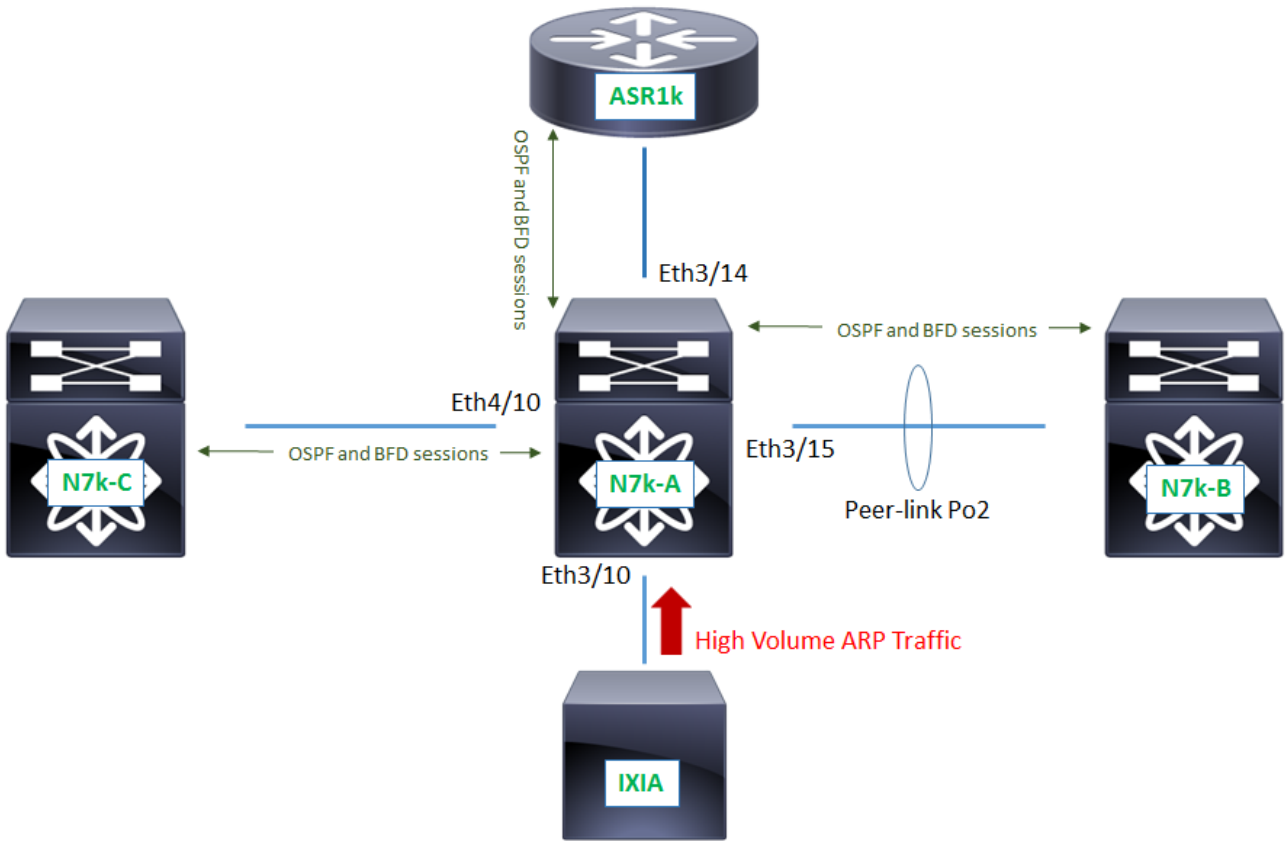 ASR1k
OSPF and BFD sessions
Eth3/14
OSPF and BFD sessions
Eth4/10
OSPF and BFD sessions
Eth3/15
N7k-C
N7k-A
N7k-B
Peer-link Po2
Eth3/10
High Volume ARP Traffic
IXIA